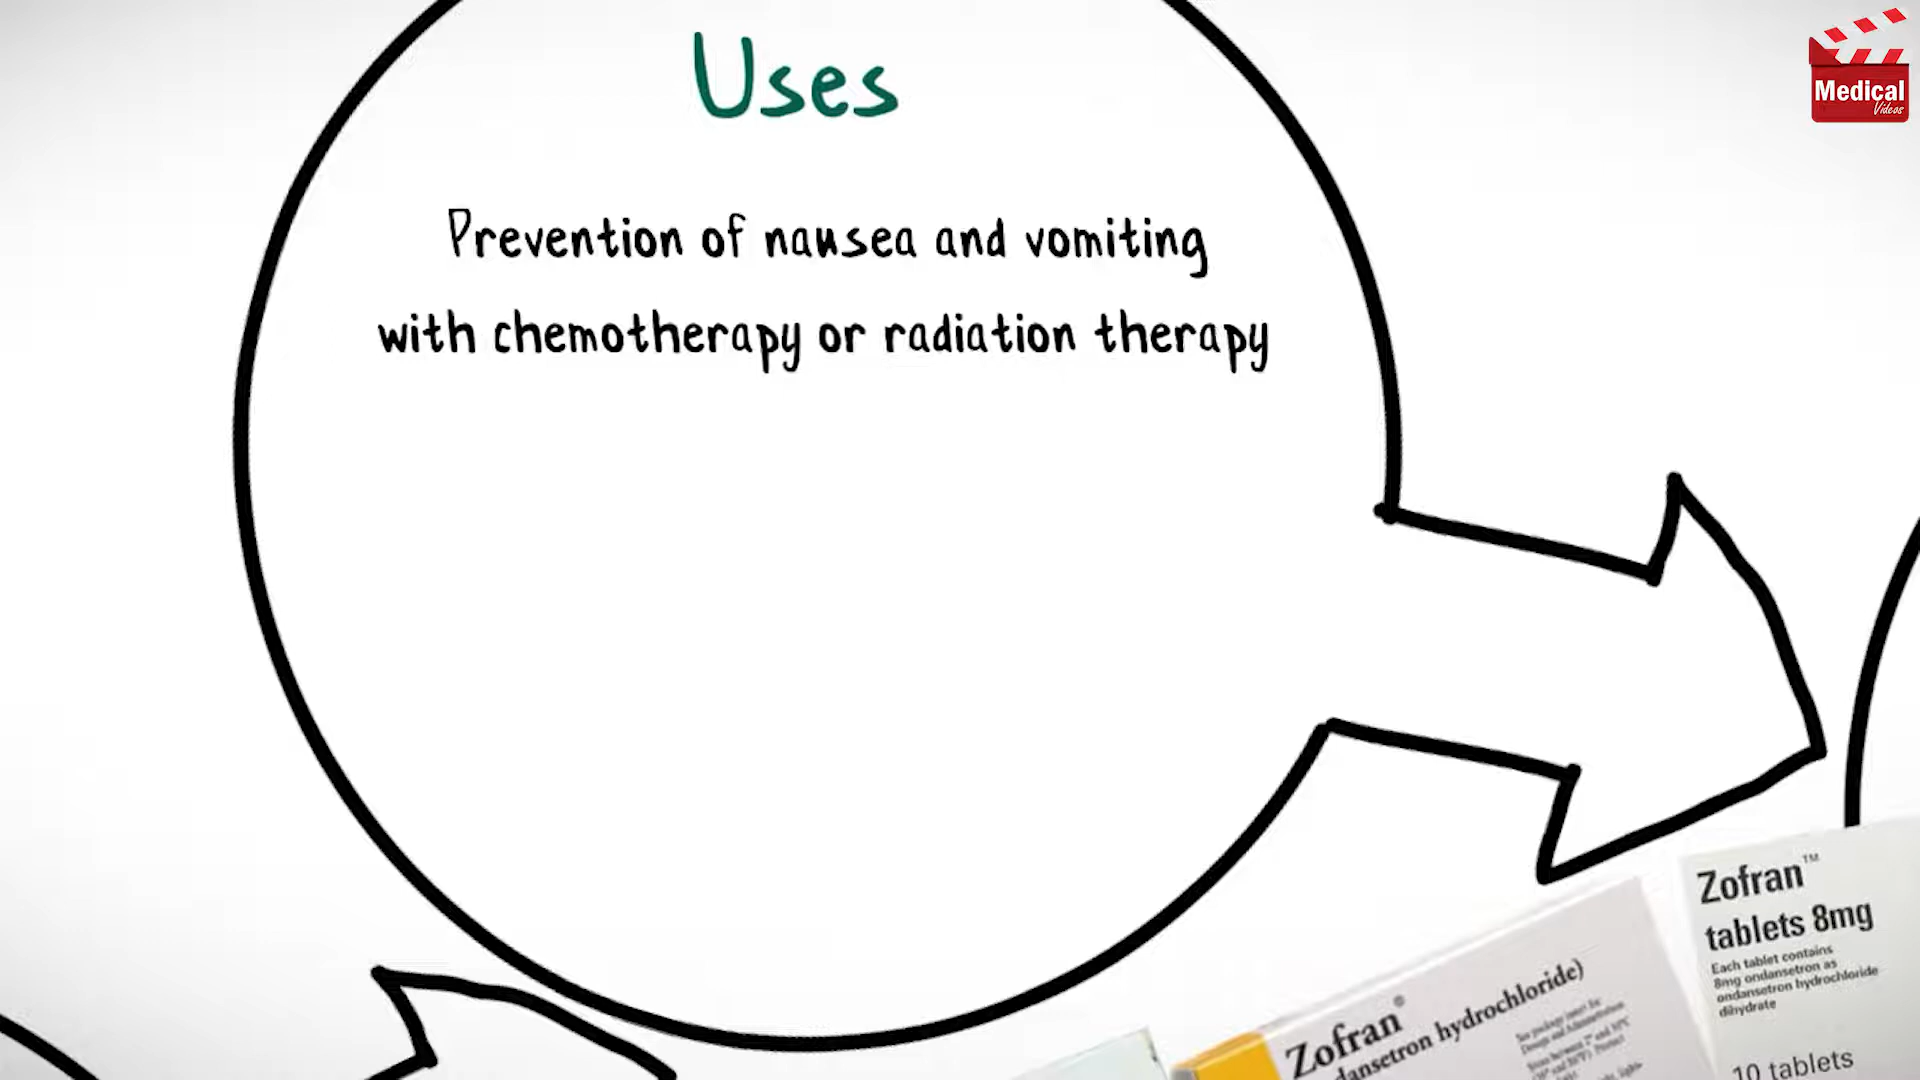 Uses
Medical
Videos
Prevention of nausea and vomiting
with chemotherapy or radiation therapy
Zofran™
tablets 8mg
Each tablet contains
8mg ondansetron as
ondansetron hydrochloride
dihydrate
10 tablets
Zofran®
dansetron hydrochloride)